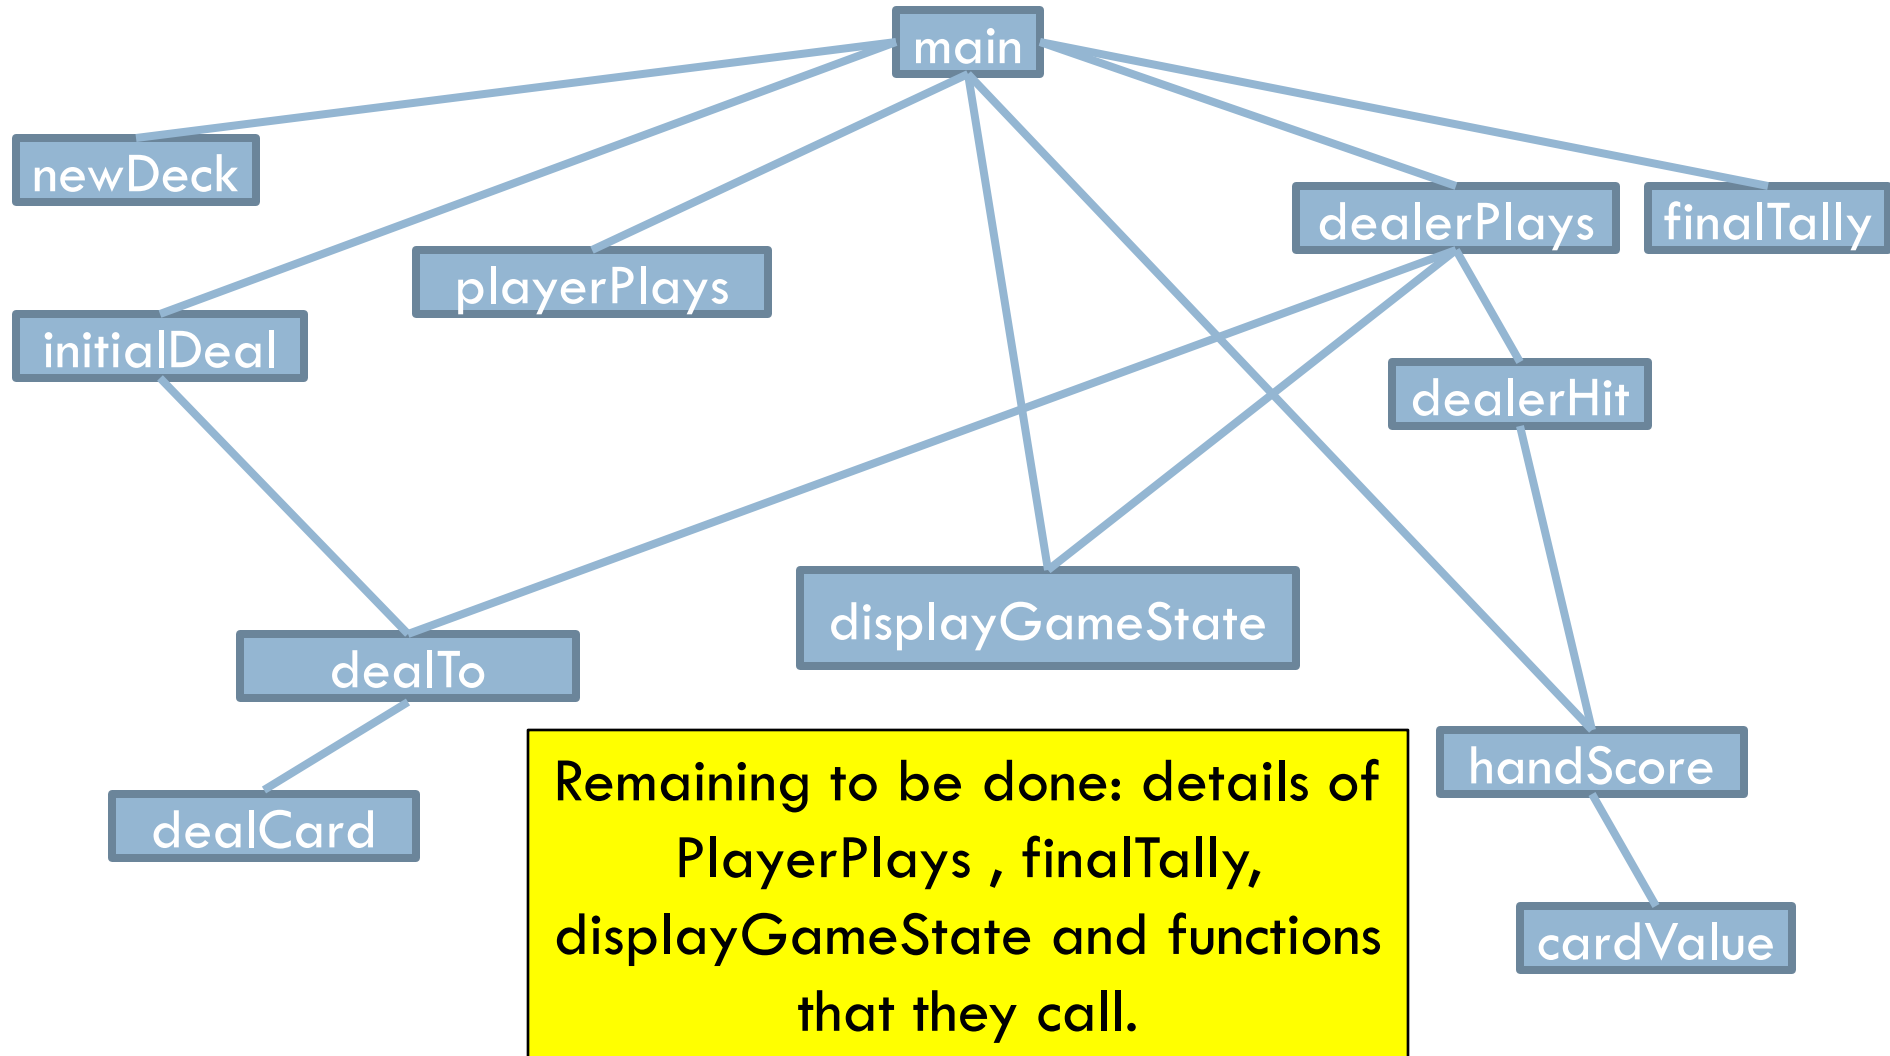 main
newDeck
dealerPlays
finalTally
playerPlays
initialDeal
dealerHit
displayGameState
dealTo
handScore
dealCard
Remaining to be done: details of
PlayerPlays , finalTally,
displayGameState and functions
that they call.
cardValue